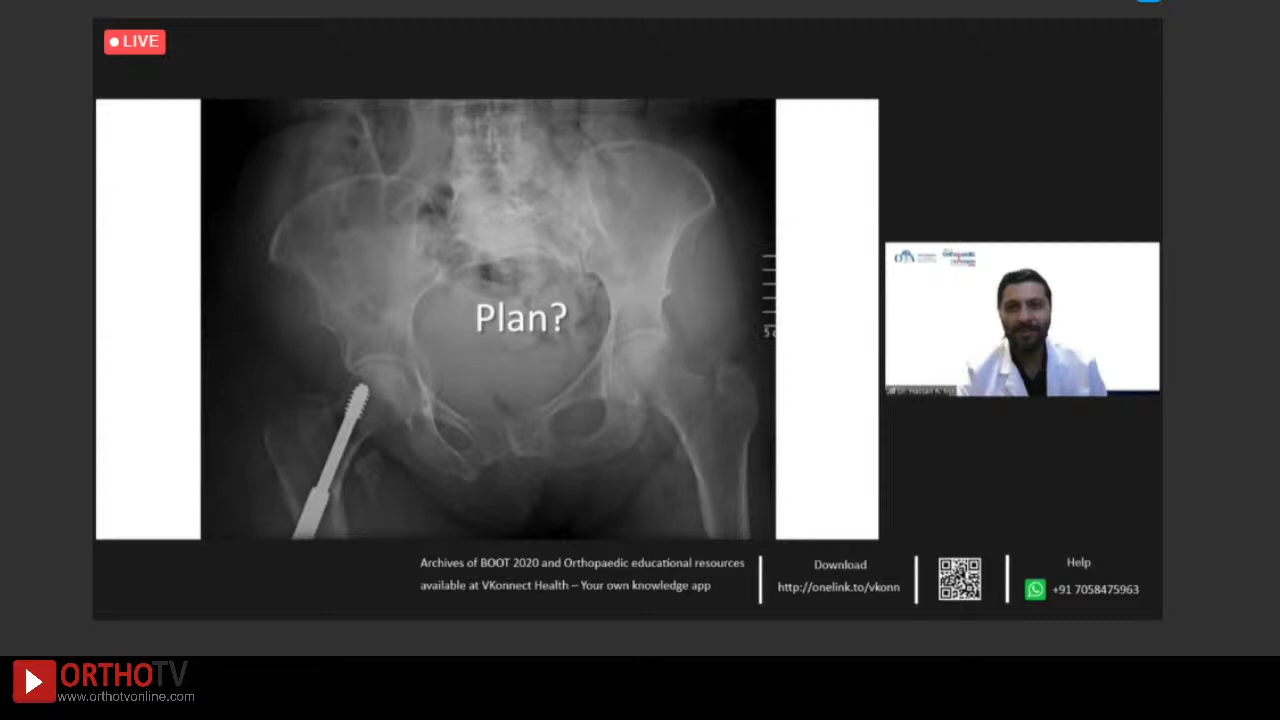 LIVE
Plan?
Archives of BOOT 2020 and Orthopaedic educational resources
available at VKonnect Health – Your own knowledge app
Download
http://onelink.to/vkonn
Help
+91 7058475963
ORTHOTV
www.orthotvonline.com